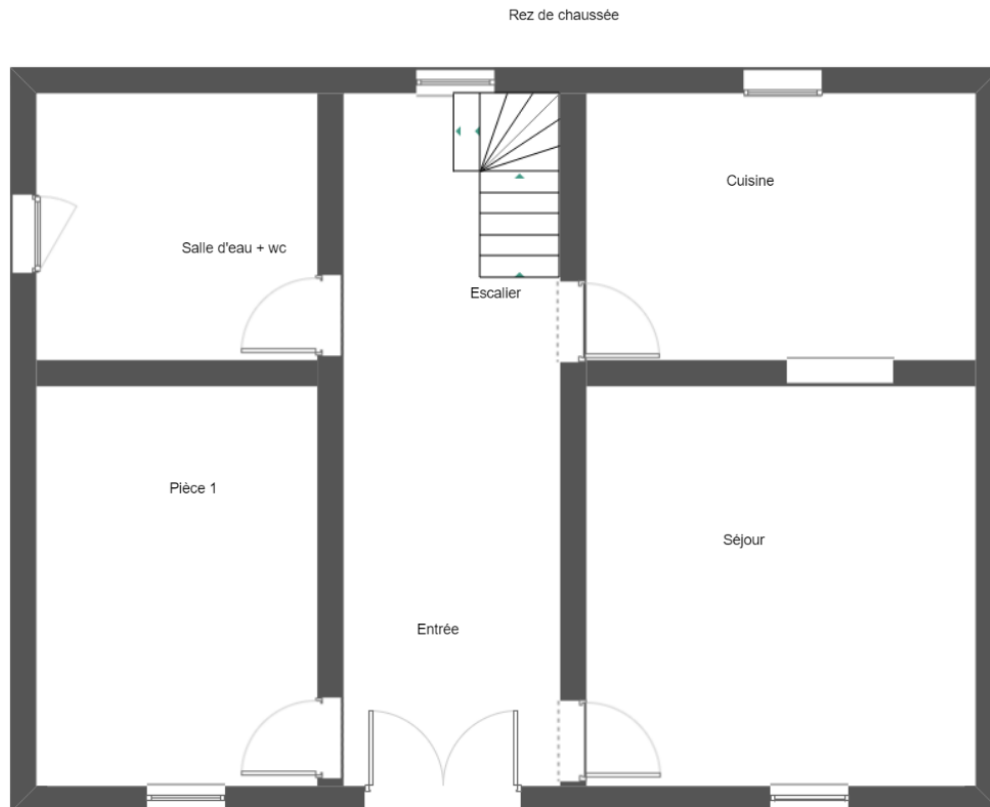 Rez de chaussée
Cuisine
Salle d'eau + wc
Escalier
Pièce 1
Séjour
Entrée